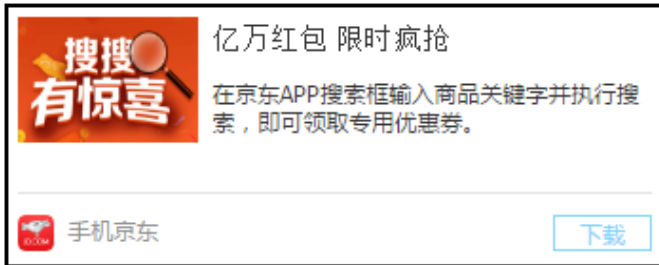 搜搜
有惊喜
亿万红包 限时疯抢
在京东APP搜索框输入商品关键字并执行搜
索，即可领取专用优惠券。
JD.COM
手机京东
下载